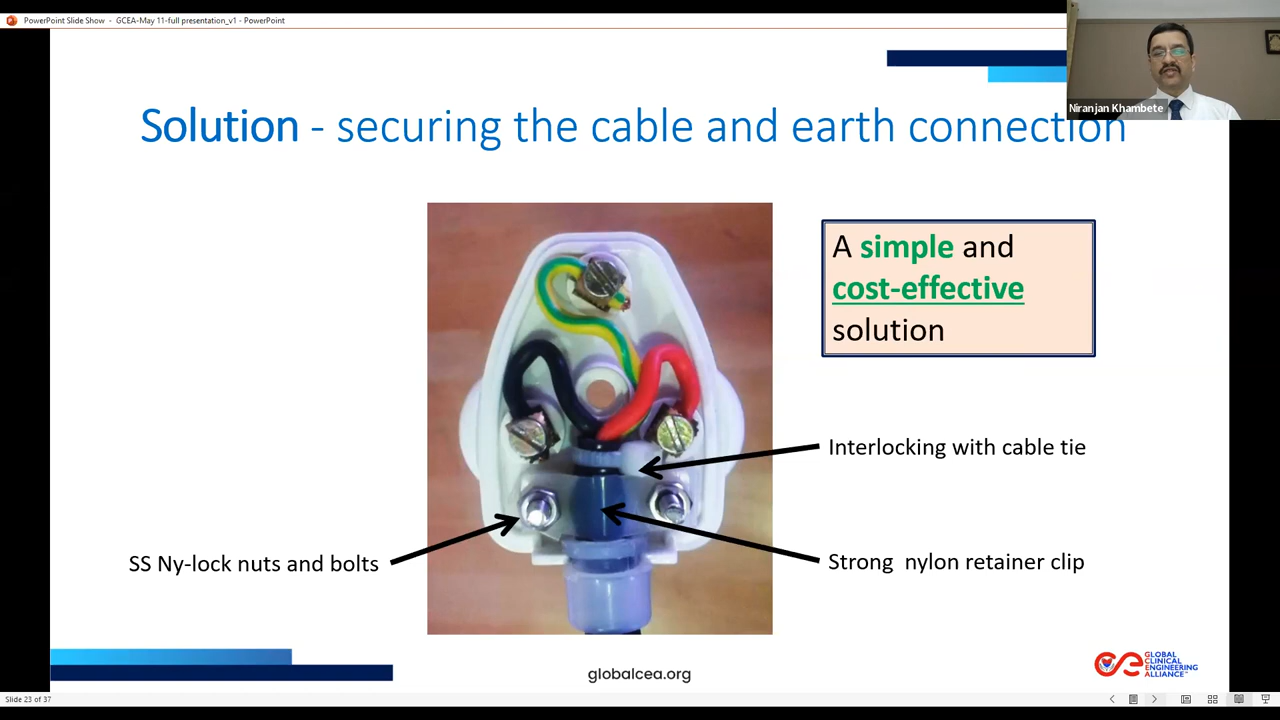 PowerPoint Slide Show - GCEA-May 11-full presentation_v1 - PowerPoint
Niranjan Khambete
Solution - securing the cable and earth connection
A simple and
cost-effective
solution
Interlocking with cable tie
SS Ny-lock nuts and bolts
Strong nylon retainer clip
globalcea.org
GLOBAL
CLINICAL
ENGINEERING
ALLIANCE
Slide 23 of 37